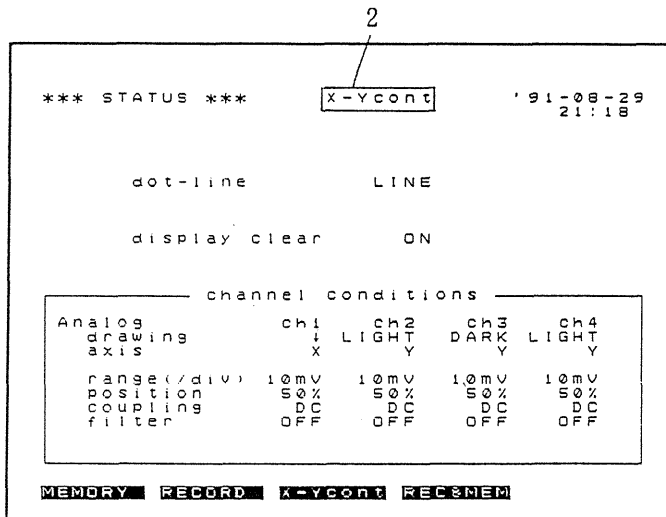 2
*** STATUS *** X-Ycont '91-08-29
21:18
dot-line LINE
display clear ON
channel conditions
Analog ch1 ch2 ch3 ch4
drawing ↓ LIGHT DARK LIGHT
axis X Y Y Y
range(/div) 10mV 10mV 10mV 10mV
position 50% 50% 50% 50%
coupling DC DC DC DC
filter OFF OFF OFF OFF
MEMORY RECORD X-Ycont REC&MEM